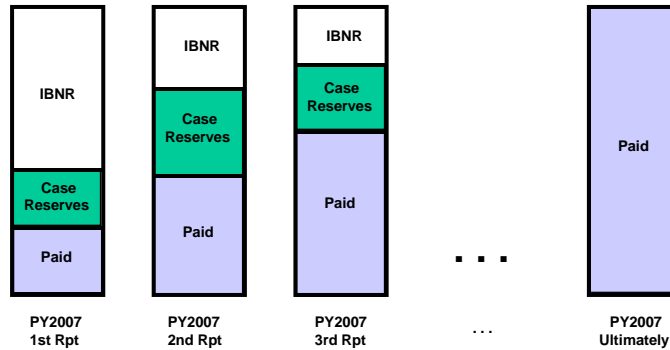 IBNR
Case
Reserves
Paid
IBNR
Case
Reserves
Paid
IBNR
Case
Reserves
Paid
. . .
Paid
PY2007
1st Rpt
PY2007
2nd Rpt
PY2007
3rd Rpt
...
PY2007
Ultimately